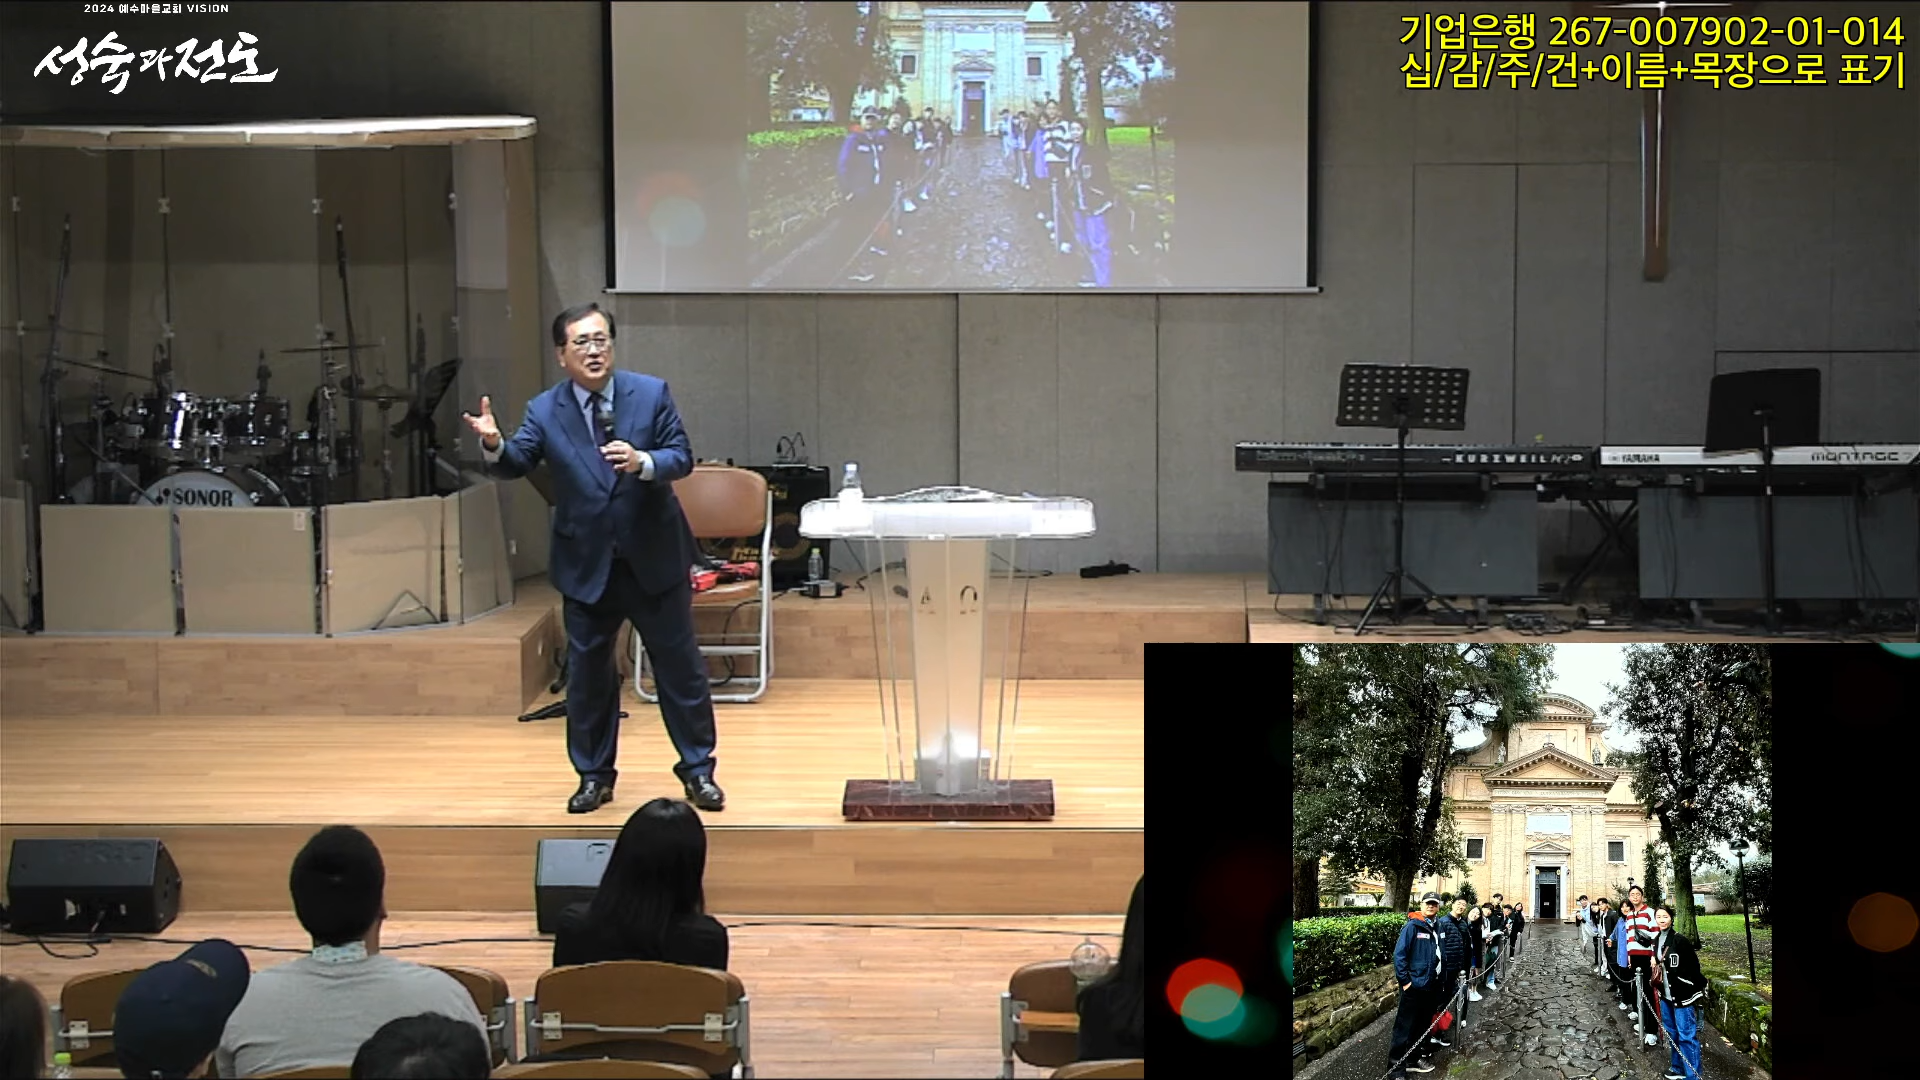 2024 예수마을교회 VISION
성숙과전도
기업은행 267-007902-01-014
십/감/주/건+이름+목장으로 표기
SONOR
KURZWEIL
YAMAHA
MONTAGE 7
Α Ω